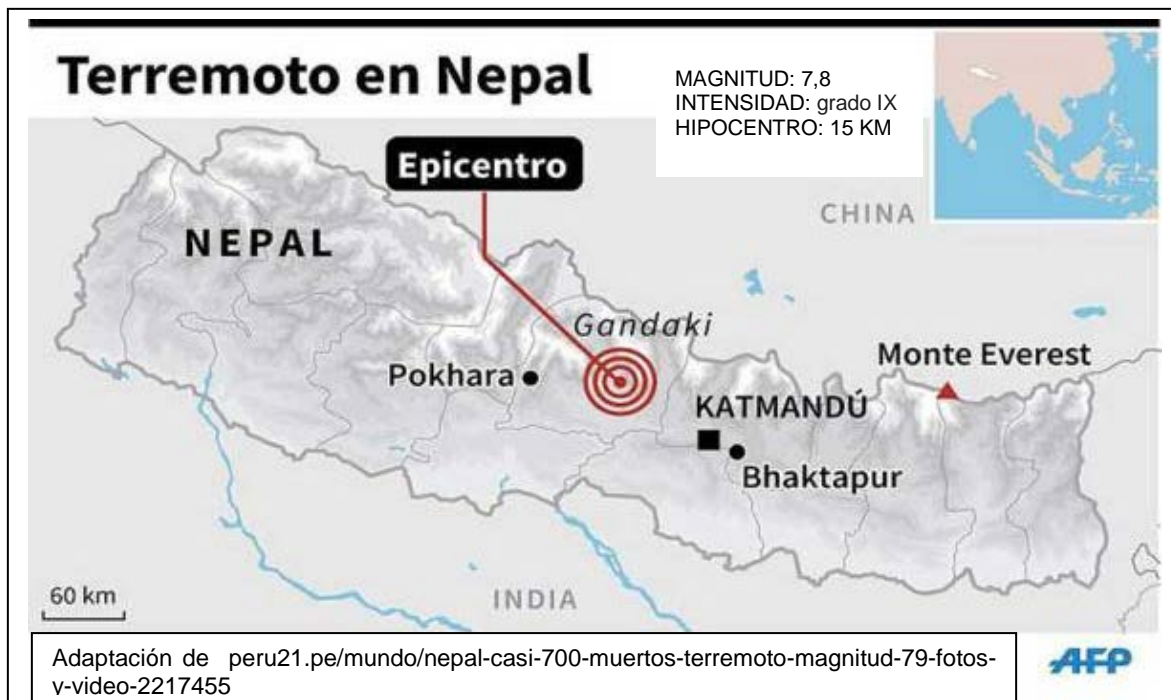 Terremoto en Nepal
MAGNITUD: 7,8
INTENSIDAD: grado IX
HIPOCENTRO: 15 KM
Epicentro
CHINA
NEPAL
Gandaki
Pokhara
Monte Everest
KATMANDÚ
Bhaktapur
60 km
INDIA
Adaptación de peru21.pe/mundo/nepal-casi-700-muertos-terremoto-magnitud-79-fotos-
y-video-2217455
AFP